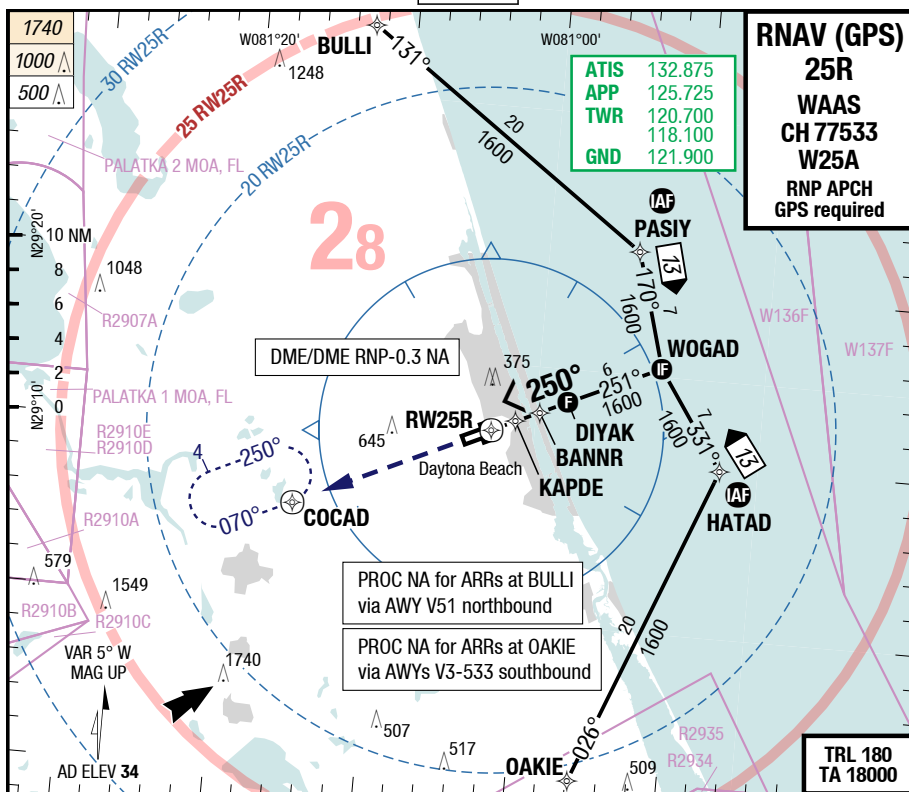 1740
1000
500
W081°20'
W081°00'
BULLI
131°
1248
30 RW25R
25 RW25R
20 RW25R
20
1600
ATIS 132.875
APP 125.725
TWR 120.700
118.100
GND 121.900
RNAV (GPS)
25R
WAAS
CH 77533
W25A
RNP APCH
GPS required
PALATKA 2 MOA, FL
IAF
PASIY
N29°20'
10 NM
8
6
4
2
0
N29°10'
28
1048
R2907A
13
170°
7
1600
W136F
W137F
WOGAD
IF
DME/DME RNP-0.3 NA
375
250°
6
251°
1600
F
DIYAK
BANNR
KAPDE
PALATKA 1 MOA, FL
R2910E
R2910D
645
RW25R
Daytona Beach
7
331°
1600
13
IAF
HATAD
4
250°
070°
COCAD
R2910A
579
1549
R2910B
R2910C
PROC NA for ARRs at BULLI
via AWY V51 northbound
PROC NA for ARRs at OAKIE
via AWYs V3-533 southbound
20
1600
VAR 5° W
MAG UP
1740
507
517
AD ELEV 34
OAKIE
026°
509
R2935
R2934
TRL 180
TA 18000